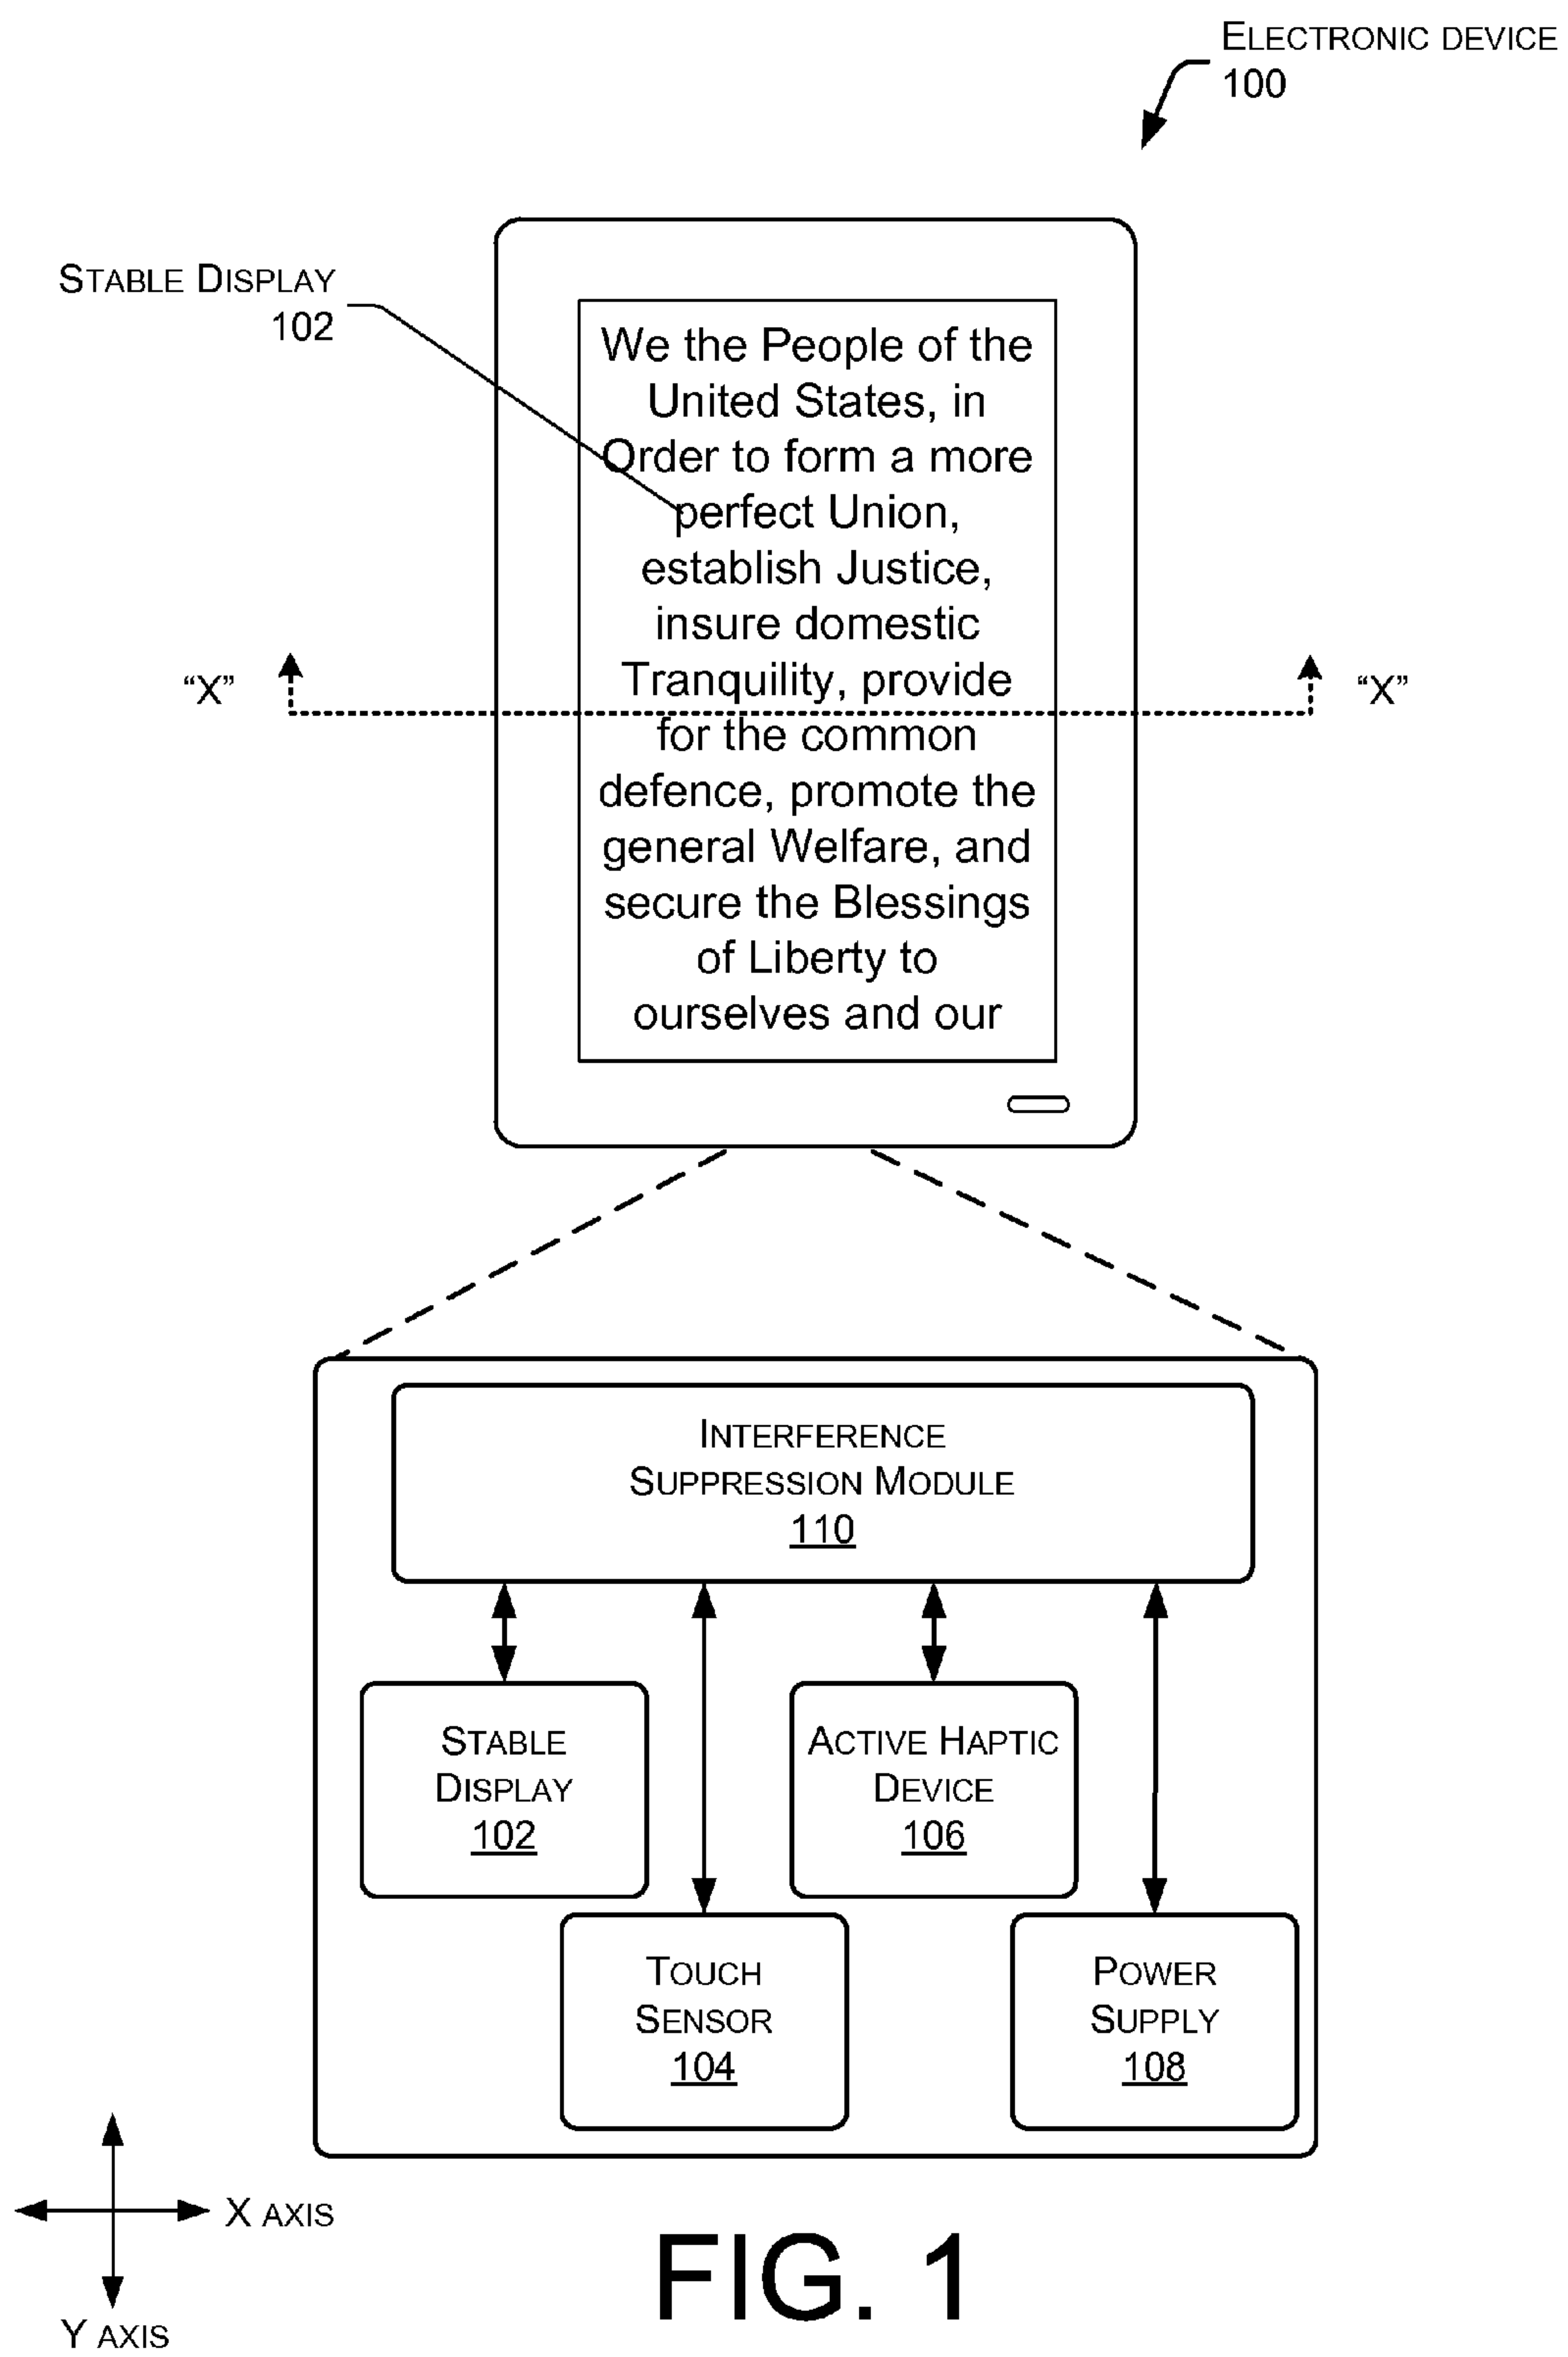 ELECTRONIC DEVICE
100
STABLE DISPLAY
102
We the People of the
United States, in
Order to form a more
perfect Union,
establish Justice,
insure domestic
Tranquility, provide
for the common
defence, promote the
general Welfare, and
secure the Blessings
of Liberty to
ourselves and our
“X”
“X”
INTERFERENCE
SUPPRESSION MODULE
110
STABLE
DISPLAY
102
ACTIVE HAPTIC
DEVICE
106
TOUCH
SENSOR
104
POWER
SUPPLY
108
X AXIS
Y AXIS
FIG. 1